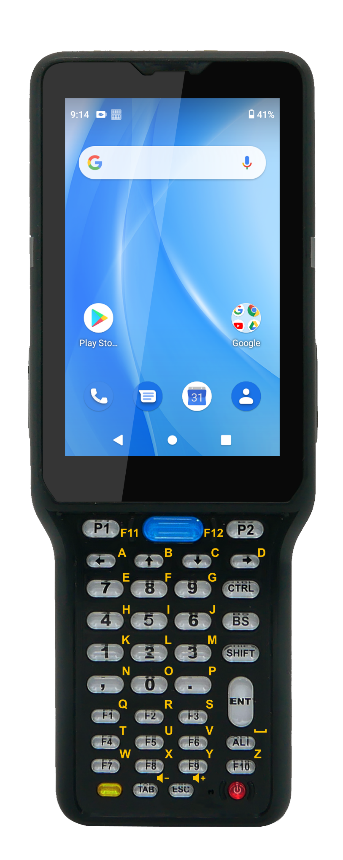 9:14 41%
G
Play Sto... Google
31
P1 F11 F12 P2
A B C D
E F G
7 8 9 CTRL
H I J
4 5 6 BS
K L M
1 2 3 SHIFT
N O P
, 0 .
ENT
Q R S
F1 F2 F3
T U V
F4 F5 F6 ALT
W X Y Z
F7 F8 F9 F10
- +
TAB ESC